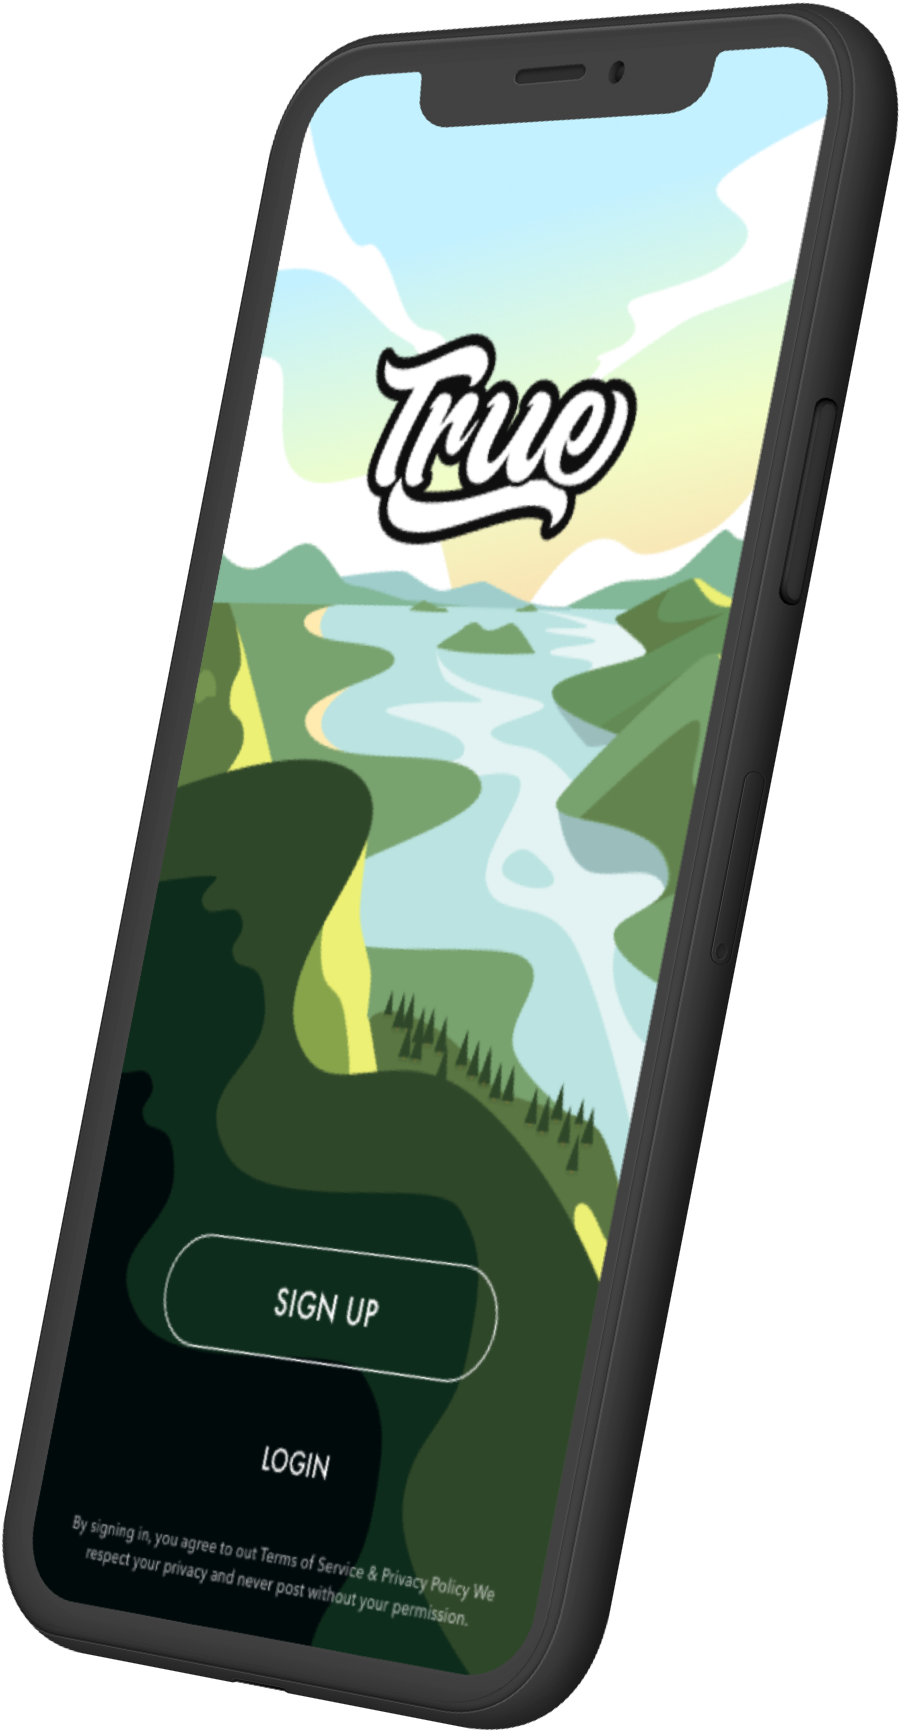 True
SIGN UP
LOGIN
By signing in, you agree to out Terms of Service & Privacy Policy We
respect your privacy and never post without your permission.